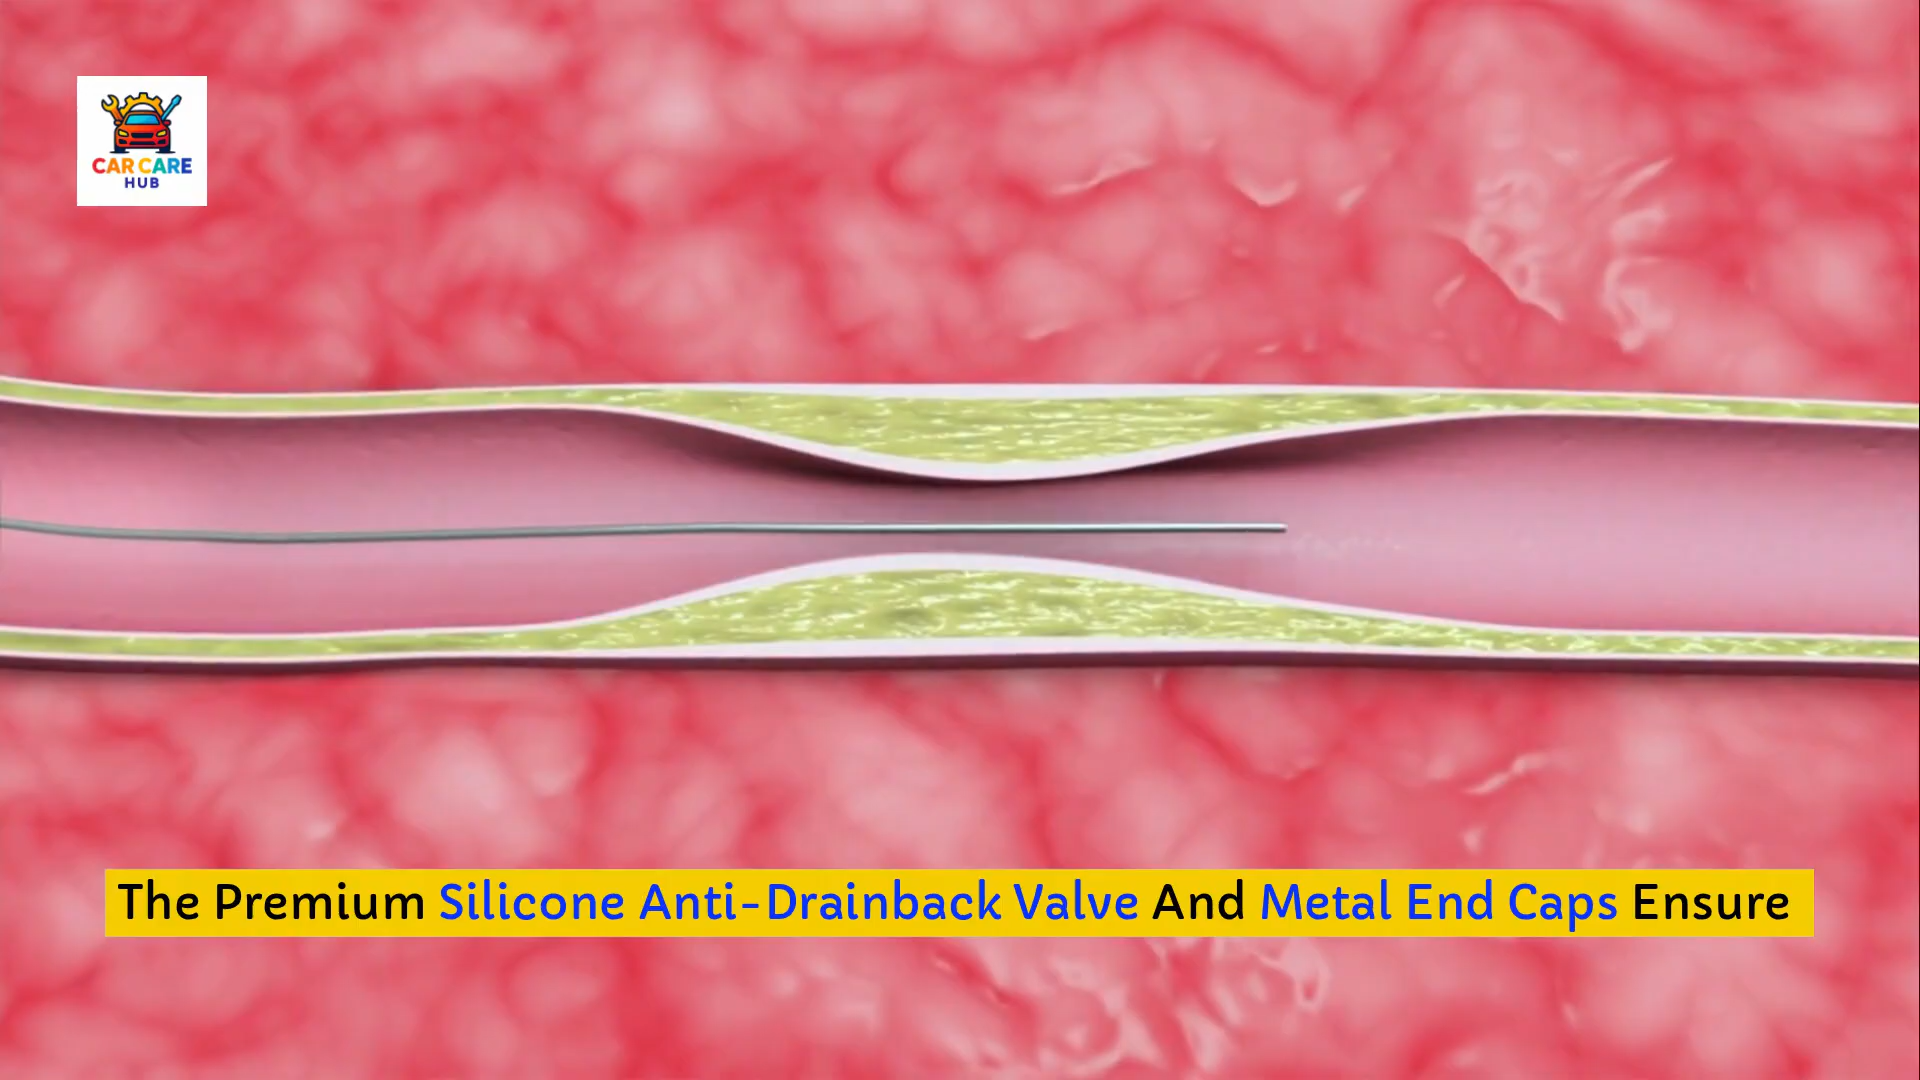 CAR CARE
HUB
The Premium Silicone Anti-Drainback Valve And Metal End Caps Ensure